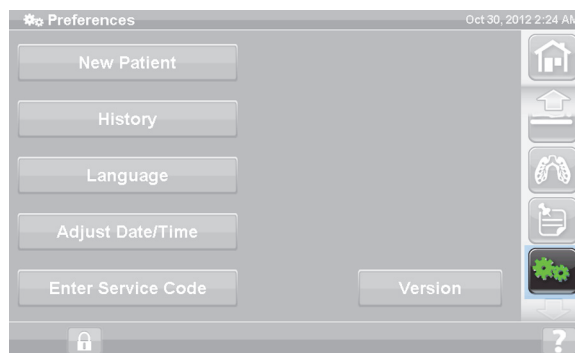 Preferences
Oct 30, 2012 2:24 AM
New Patient
History
Language
Adjust Date/Time
Enter Service Code
Version
?